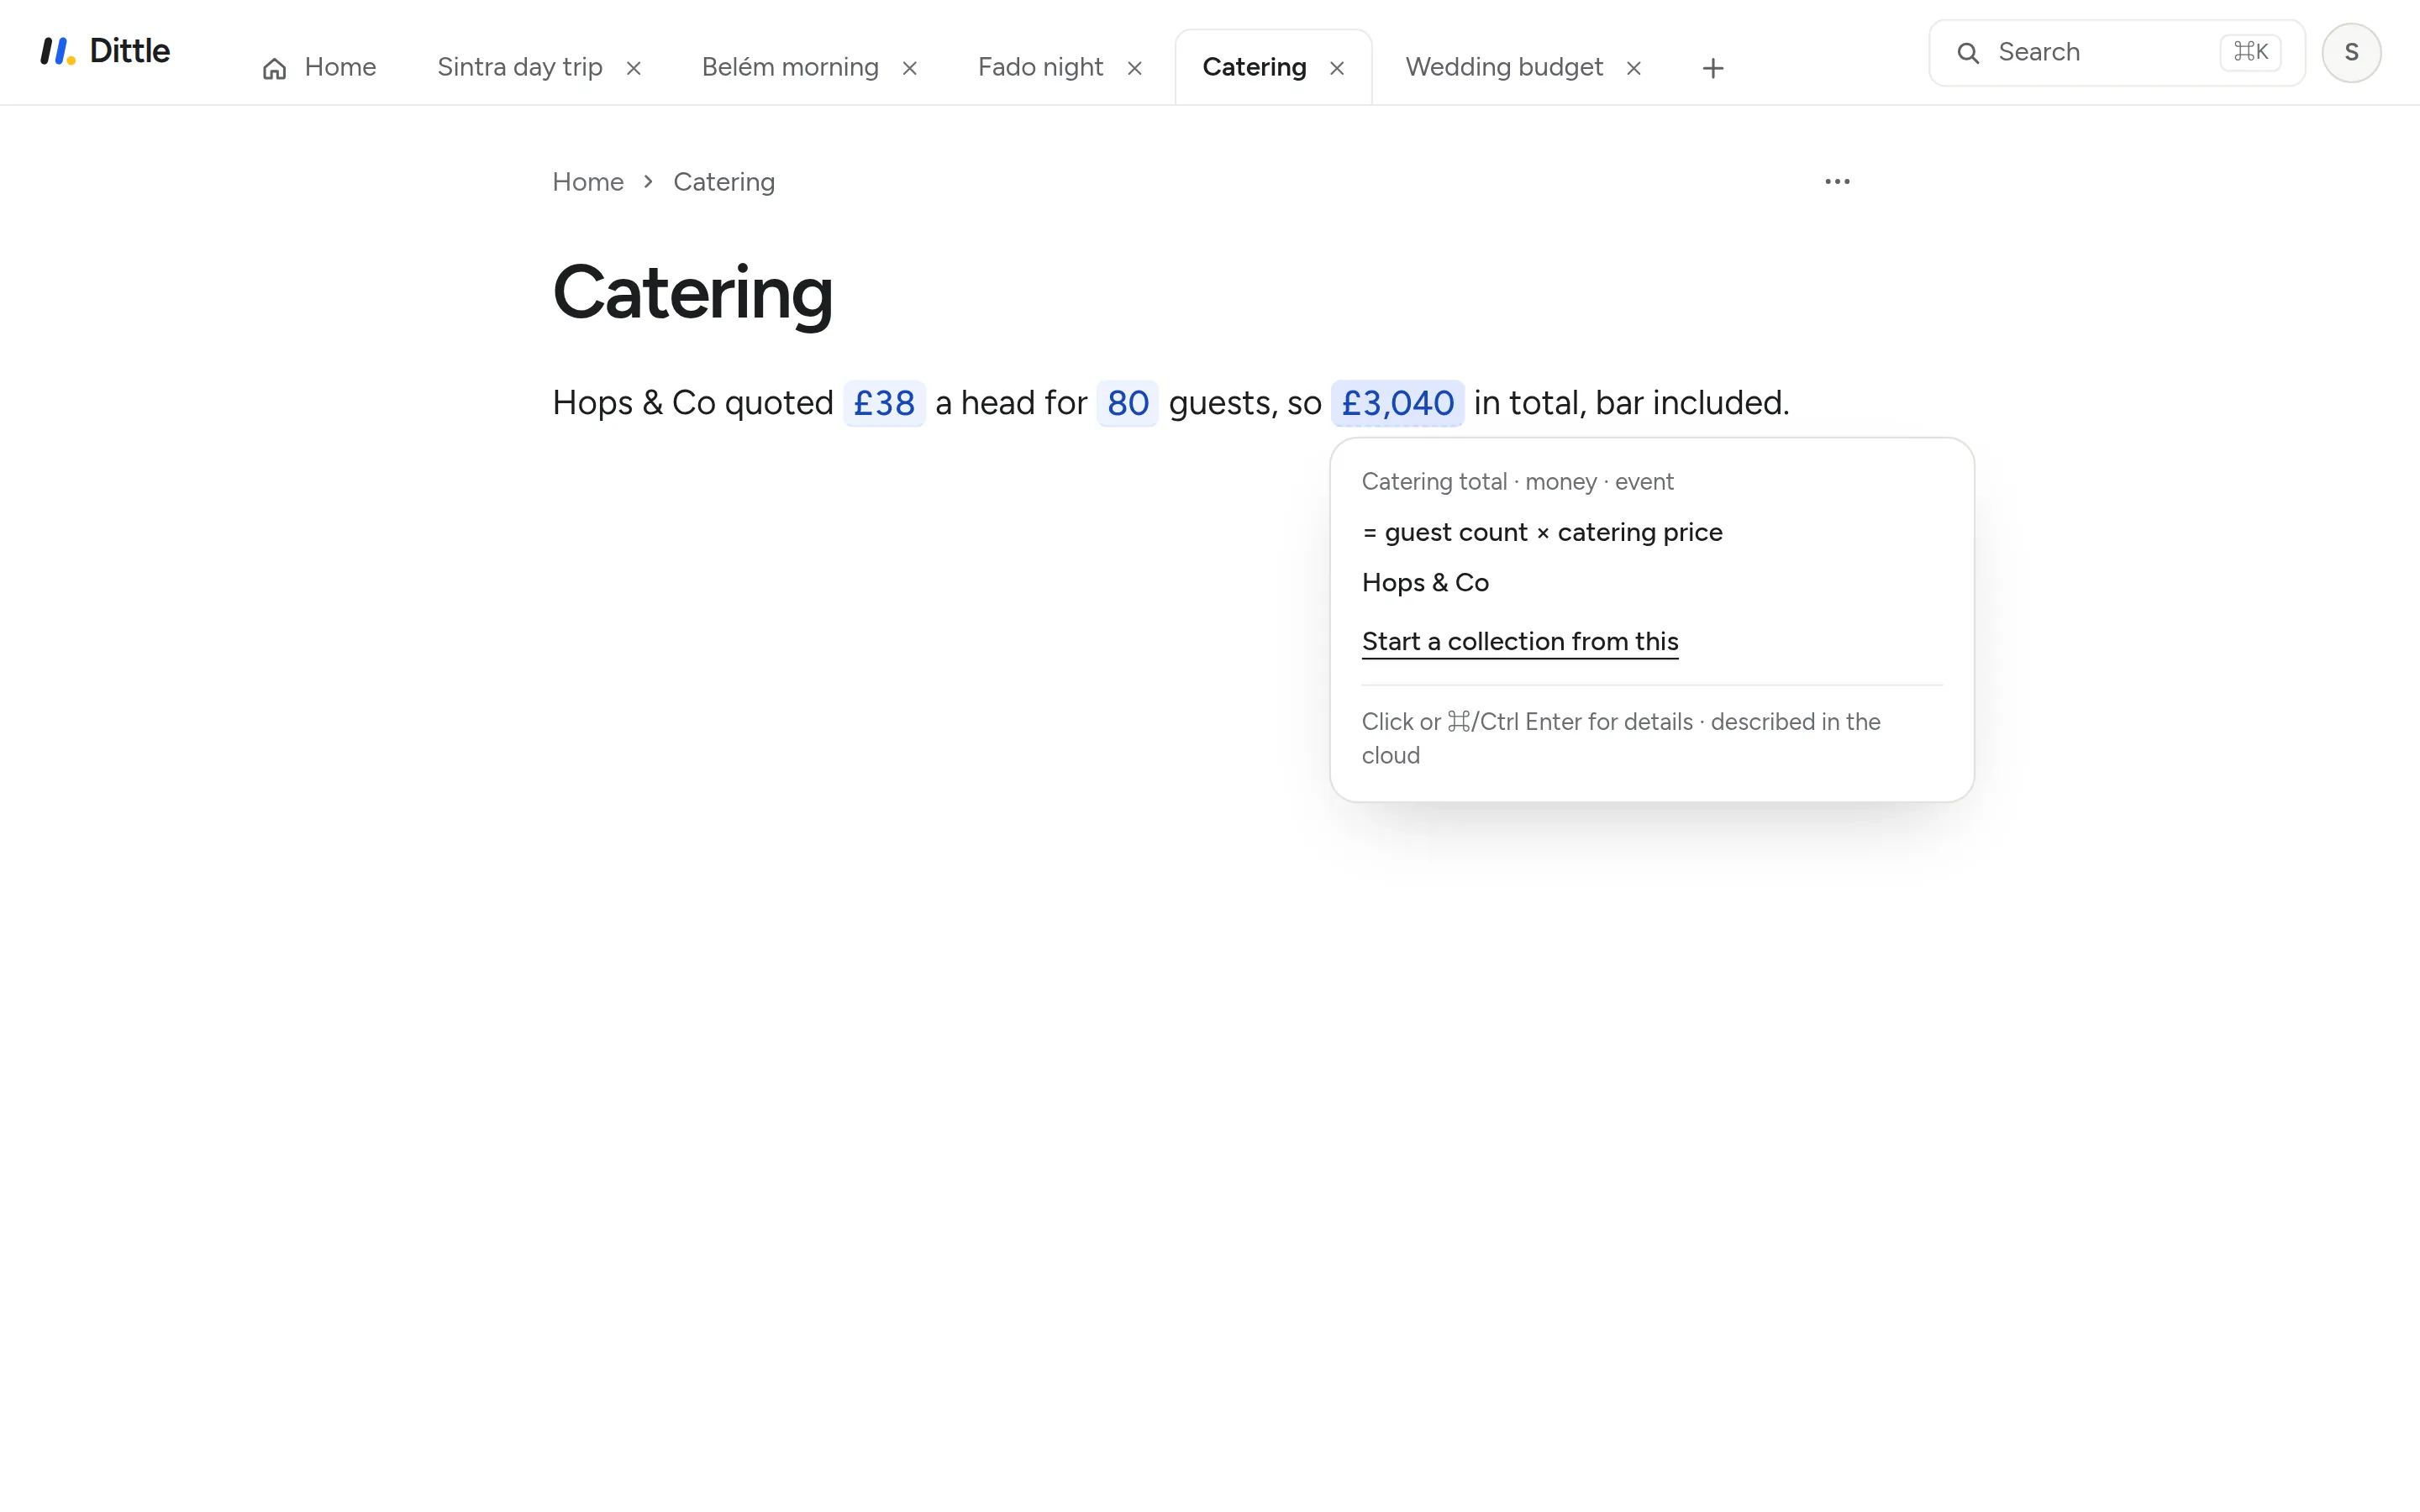 Dittle
Home
Sintra day trip
Belém morning
Fado night
Catering
Wedding budget
Search
⌘K
S
Home
Catering
Catering
Hops & Co quoted £38 a head for 80 guests, so £3,040 in total, bar included.
Catering total · money · event
= guest count × catering price
Hops & Co
Start a collection from this
Click or ⌘/Ctrl Enter for details · described in the
cloud